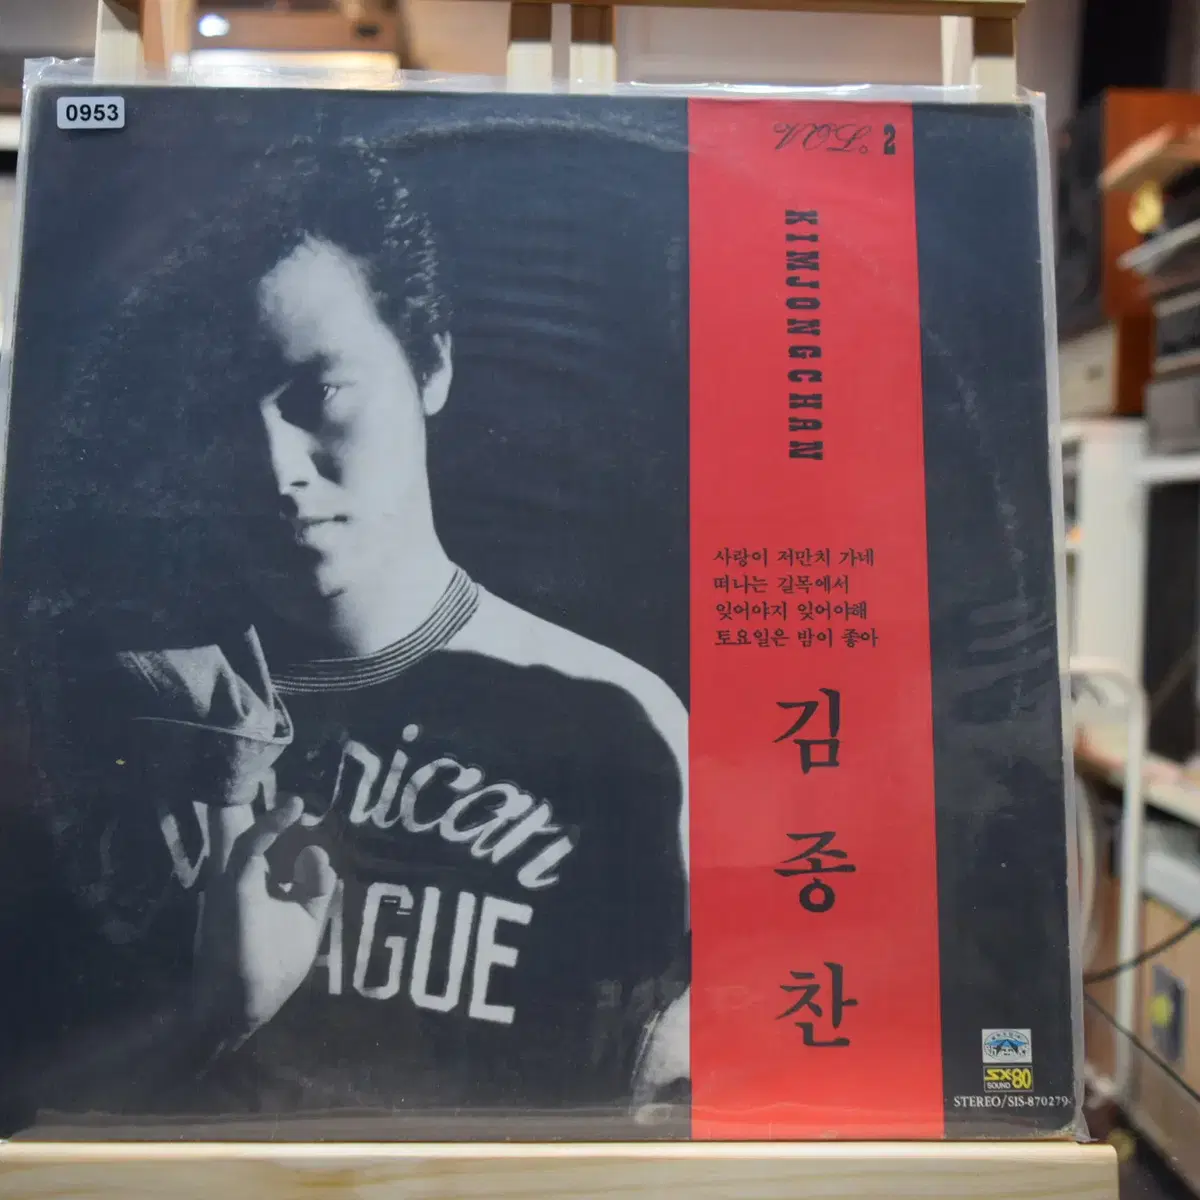 0953
VOL. 2
KIMJONGCHAN
사랑이 저만치 가네
떠나는 길목에서
잊어야지 잊어야해
토요일은 밤이 좋아
김종찬
rican
AGUE
SX-80
SOUND
STEREO/SIS-870279